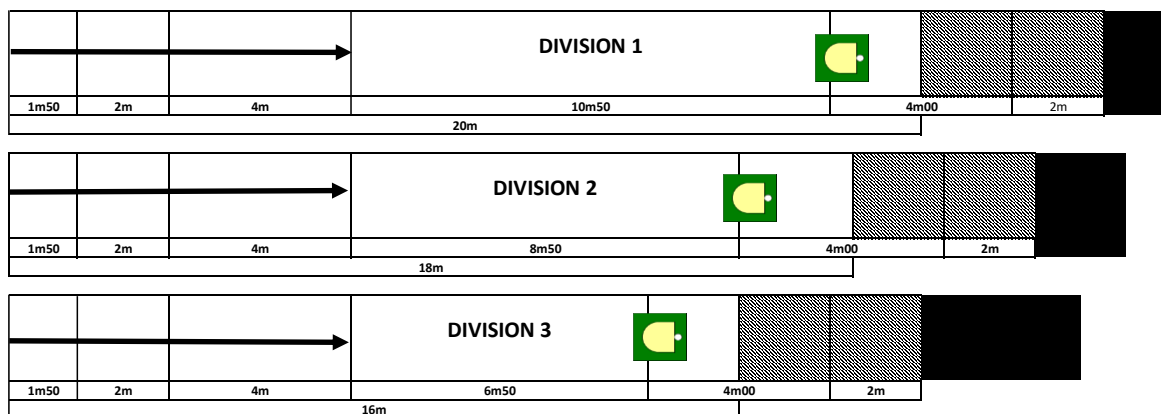 DIVISION 1
1m50 2m 4m 10m50 4m00 2m
20m
DIVISION 2
1m50 2m 4m 8m50 4m00 2m
18m
DIVISION 3
1m50 2m 4m 6m50 4m00 2m
16m